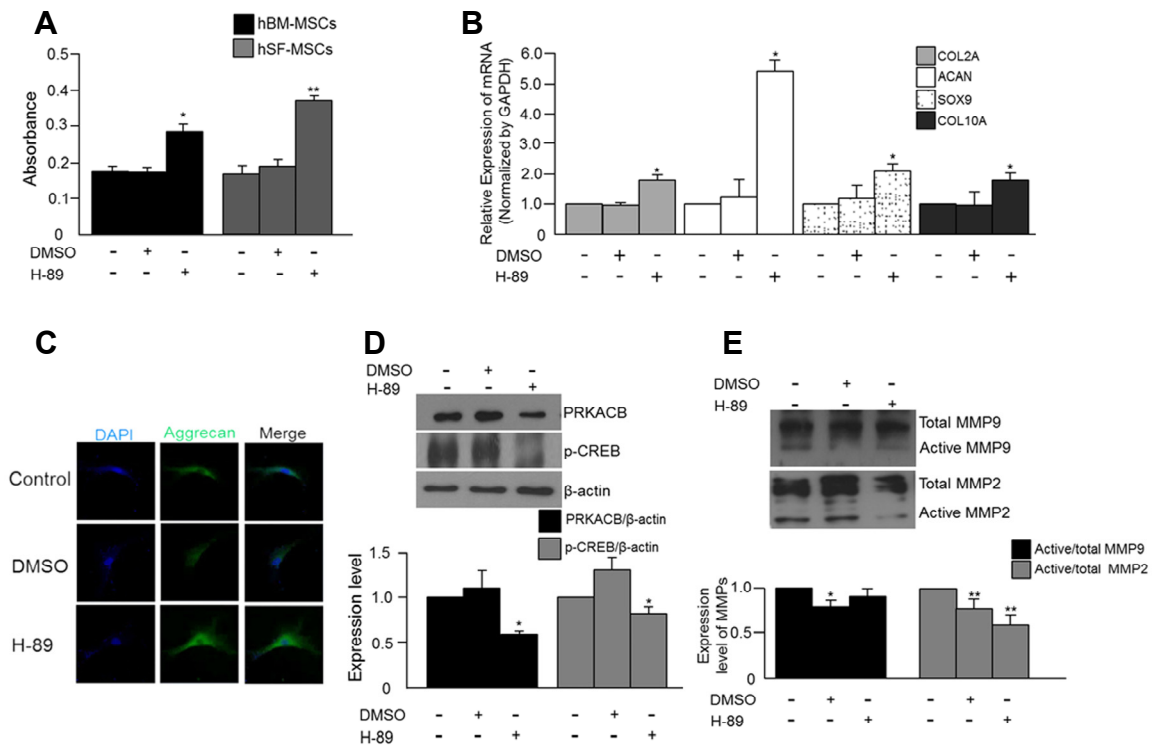 A
hBM-MSCs
hSF-MSCs
Absorbance
0.5
0.4
0.3
0.2
0.1
0
*
**
DMSO - + - - + -
H-89 - - + - - +
B
Relative Expression of mRNA
(Normalized by GAPDH)
6.0
5.0
4.0
3.0
2.0
1.0
0
*
*
*
*
COL2A
ACAN
SOX9
COL10A
DMSO - + - - + - - + - - + -
H-89 - - + - - + - - + - - +
C
DAPI Aggrecan Merge
Control
DMSO
H-89
D
DMSO - + -
H-89 - - +
PRKACB
p-CREB
β-actin
PRKACB/β-actin
p-CREB/β-actin
Expression level
1.5
1.0
0.5
0
*
*
DMSO - + - - + -
H-89 - - + - - +
E
DMSO - + -
H-89 - - +
Total MMP9
Active MMP9
Total MMP2
Active MMP2
Active/total MMP9
Active/total MMP2
Expression
level of MMPs
1.0
0.5
0
*
**
**
DMSO - + - - + -
H-89 - - + - - +